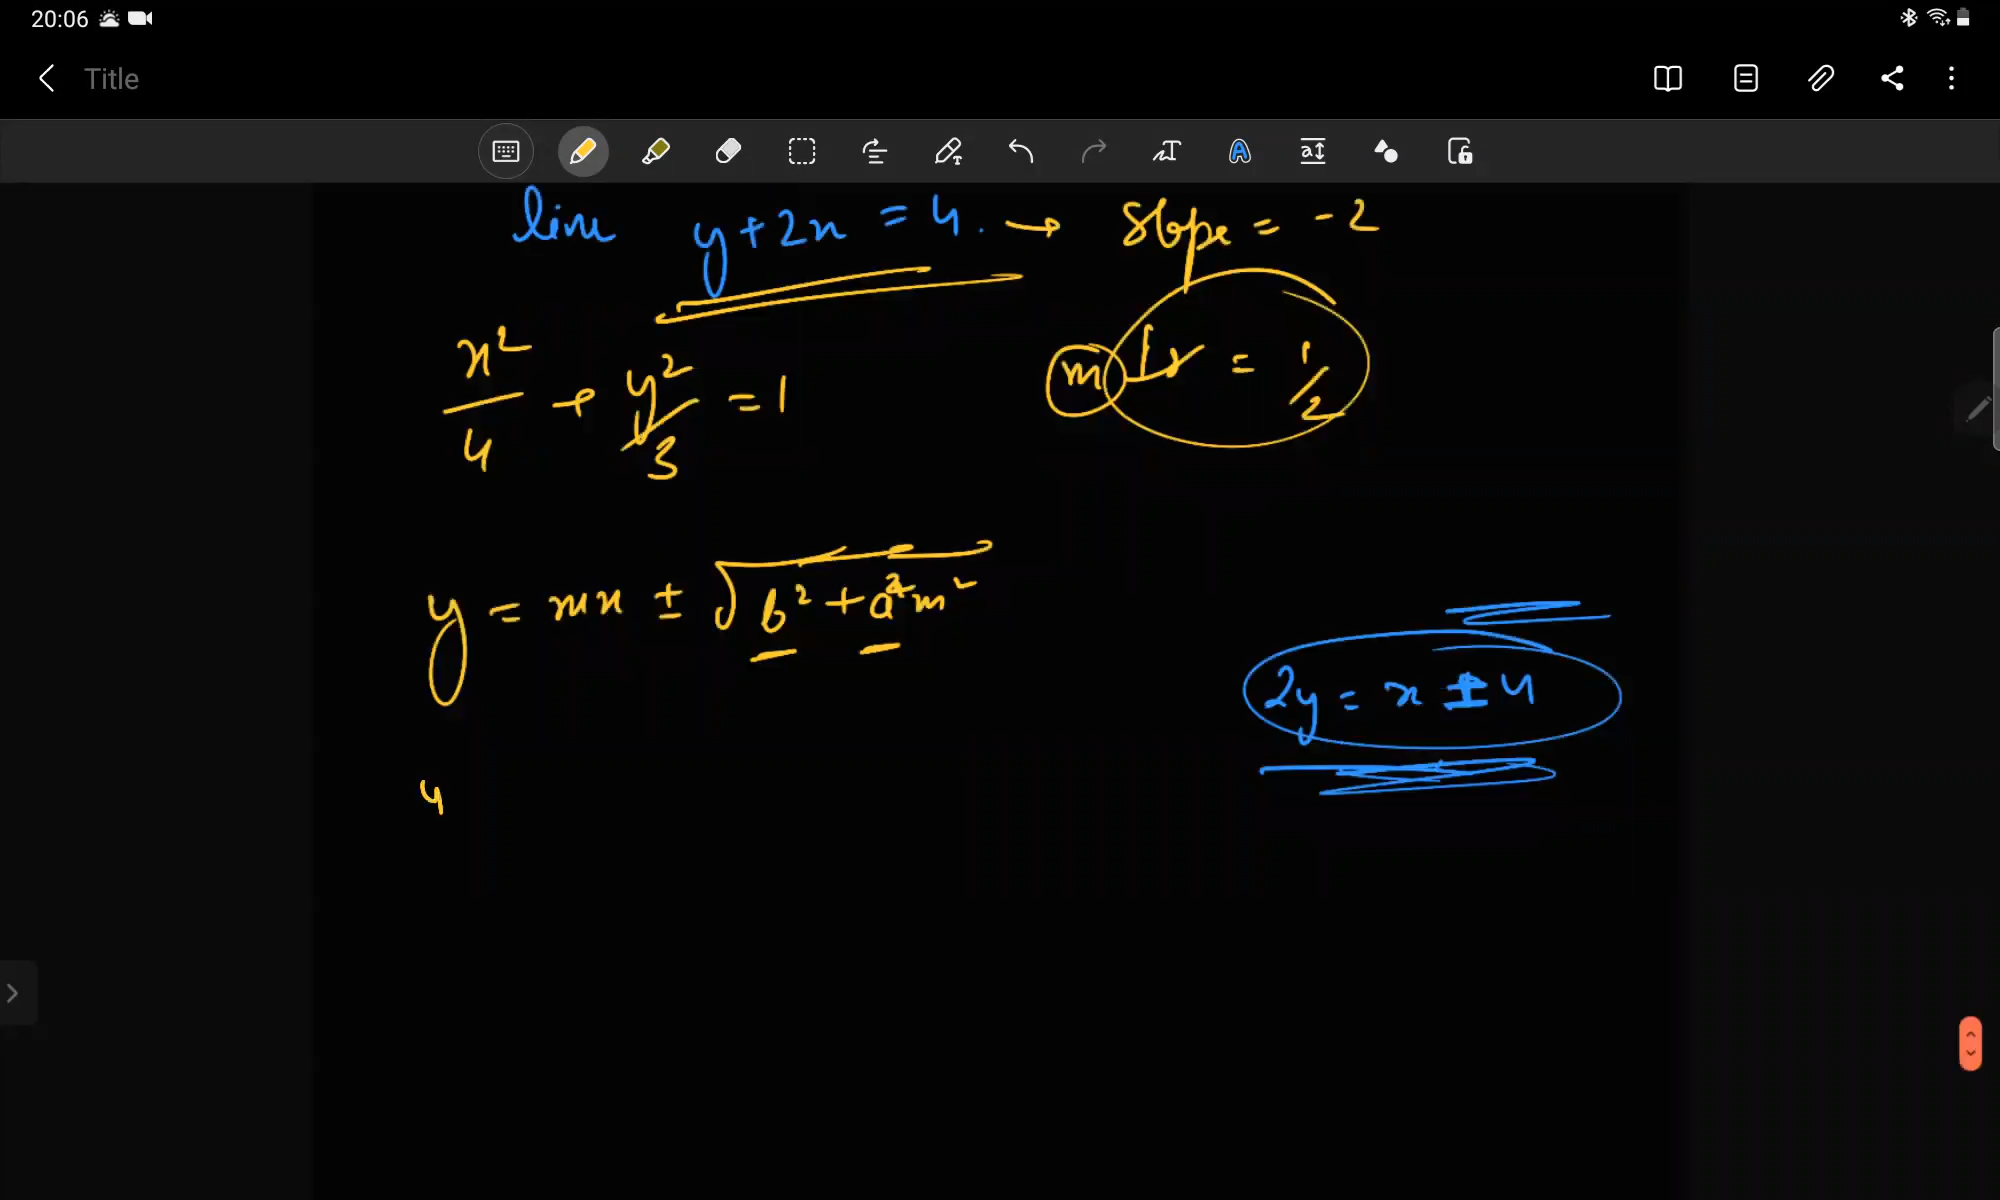 20:06
Title
line y+2x = 4. → slope = -2
x²/4 + y²/3 = 1
m ⊥r = 1/2
y = mx ± √(b² + a²m²)
2y = x ± 4
y